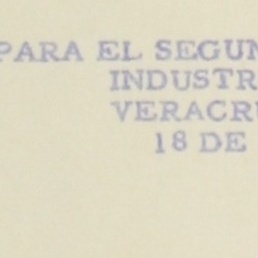 PARA EL SEGUN
INDUSTR
VERACRU
18 DE